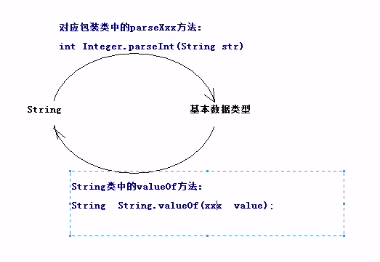 对应包装类中的parseXxx方法：
int Integer.parseInt(String str)
String
基本数据类型
String类中的valueOf方法：
String String.valueOf(xxx value);